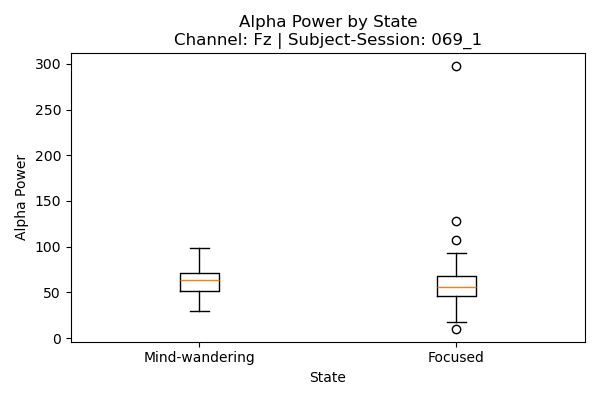 Alpha Power by State
Channel: Fz | Subject-Session: 069_1
300
250
200
150
100
50
0
Alpha Power
Mind-wandering
Focused
State